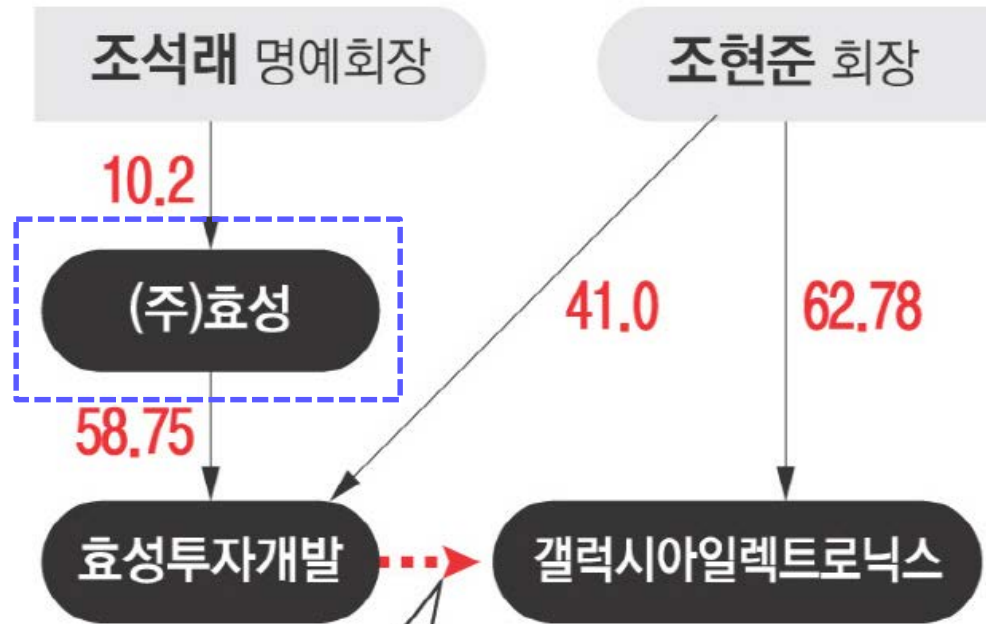 조석래 명예회장
조현준 회장
10.2
(주)효성
41.0
62.78
58.75
효성투자개발
갤럭시아일렉트로닉스